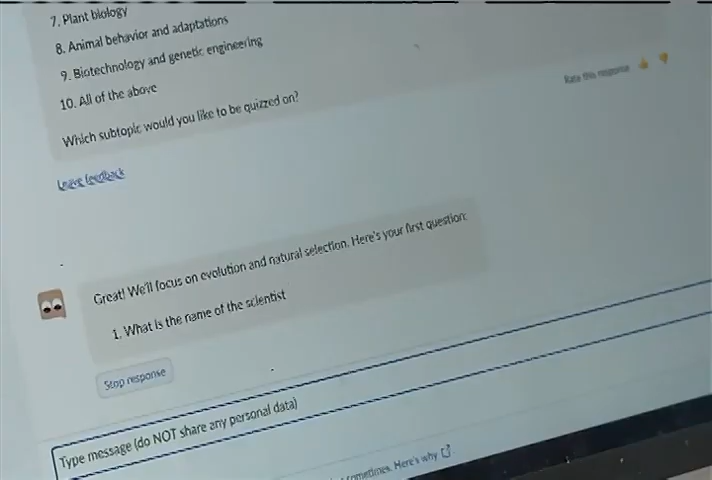 7. Plant biology
8. Animal behavior and adaptations
9. Biotechnology and genetic engineering
10. All of the above
Which subtopic would you like to be quizzed on?
Rate this response 👍 👎
Leave feedback
Great! We'll focus on evolution and natural selection. Here's your first question:
1. What is the name of the scientist
Stop response
Type message (do NOT share any personal data)
sometimes. Here's why